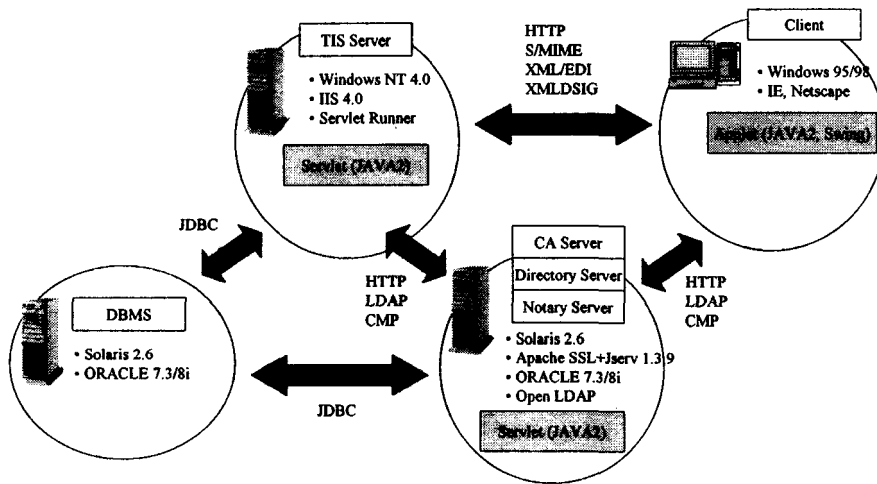 TIS Server
• Windows NT 4.0
• IIS 4.0
• Servlet Runner
Servlet (JAVA2)
HTTP
S/MIME
XML/EDI
XMLDSIG
Client
• Windows 95/98
• IE, Netscape
Applet (JAVA2, Swing)
JDBC
HTTP
LDAP
CMP
CA Server
Directory Server
Notary Server
• Solaris 2.6
• Apache SSL+Jserv 1.3.9
• ORACLE 7.3/8i
• Open LDAP
Servlet (JAVA2)
HTTP
LDAP
CMP
DBMS
• Solaris 2.6
• ORACLE 7.3/8i
JDBC